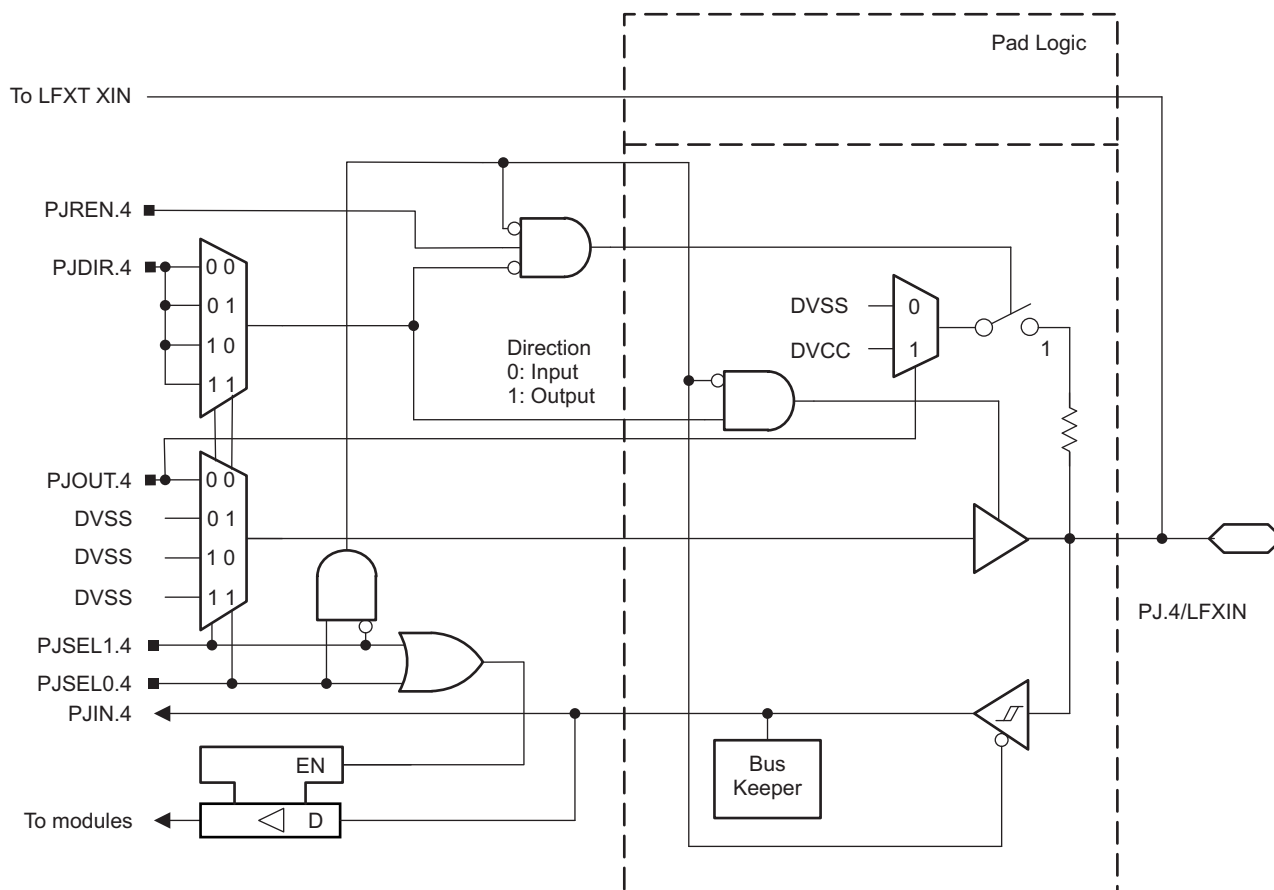 Pad Logic
To LFXT XIN
PJREN.4
PJDIR.4
0 0
0 1
1 0
1 1
Direction
0: Input
1: Output
DVSS
DVCC
0
1
1
PJOUT.4
DVSS
DVSS
DVSS
0 0
0 1
1 0
1 1
PJSEL1.4
PJSEL0.4
PJIN.4
PJ.4/LFXIN
EN
D
To modules
Bus
Keeper